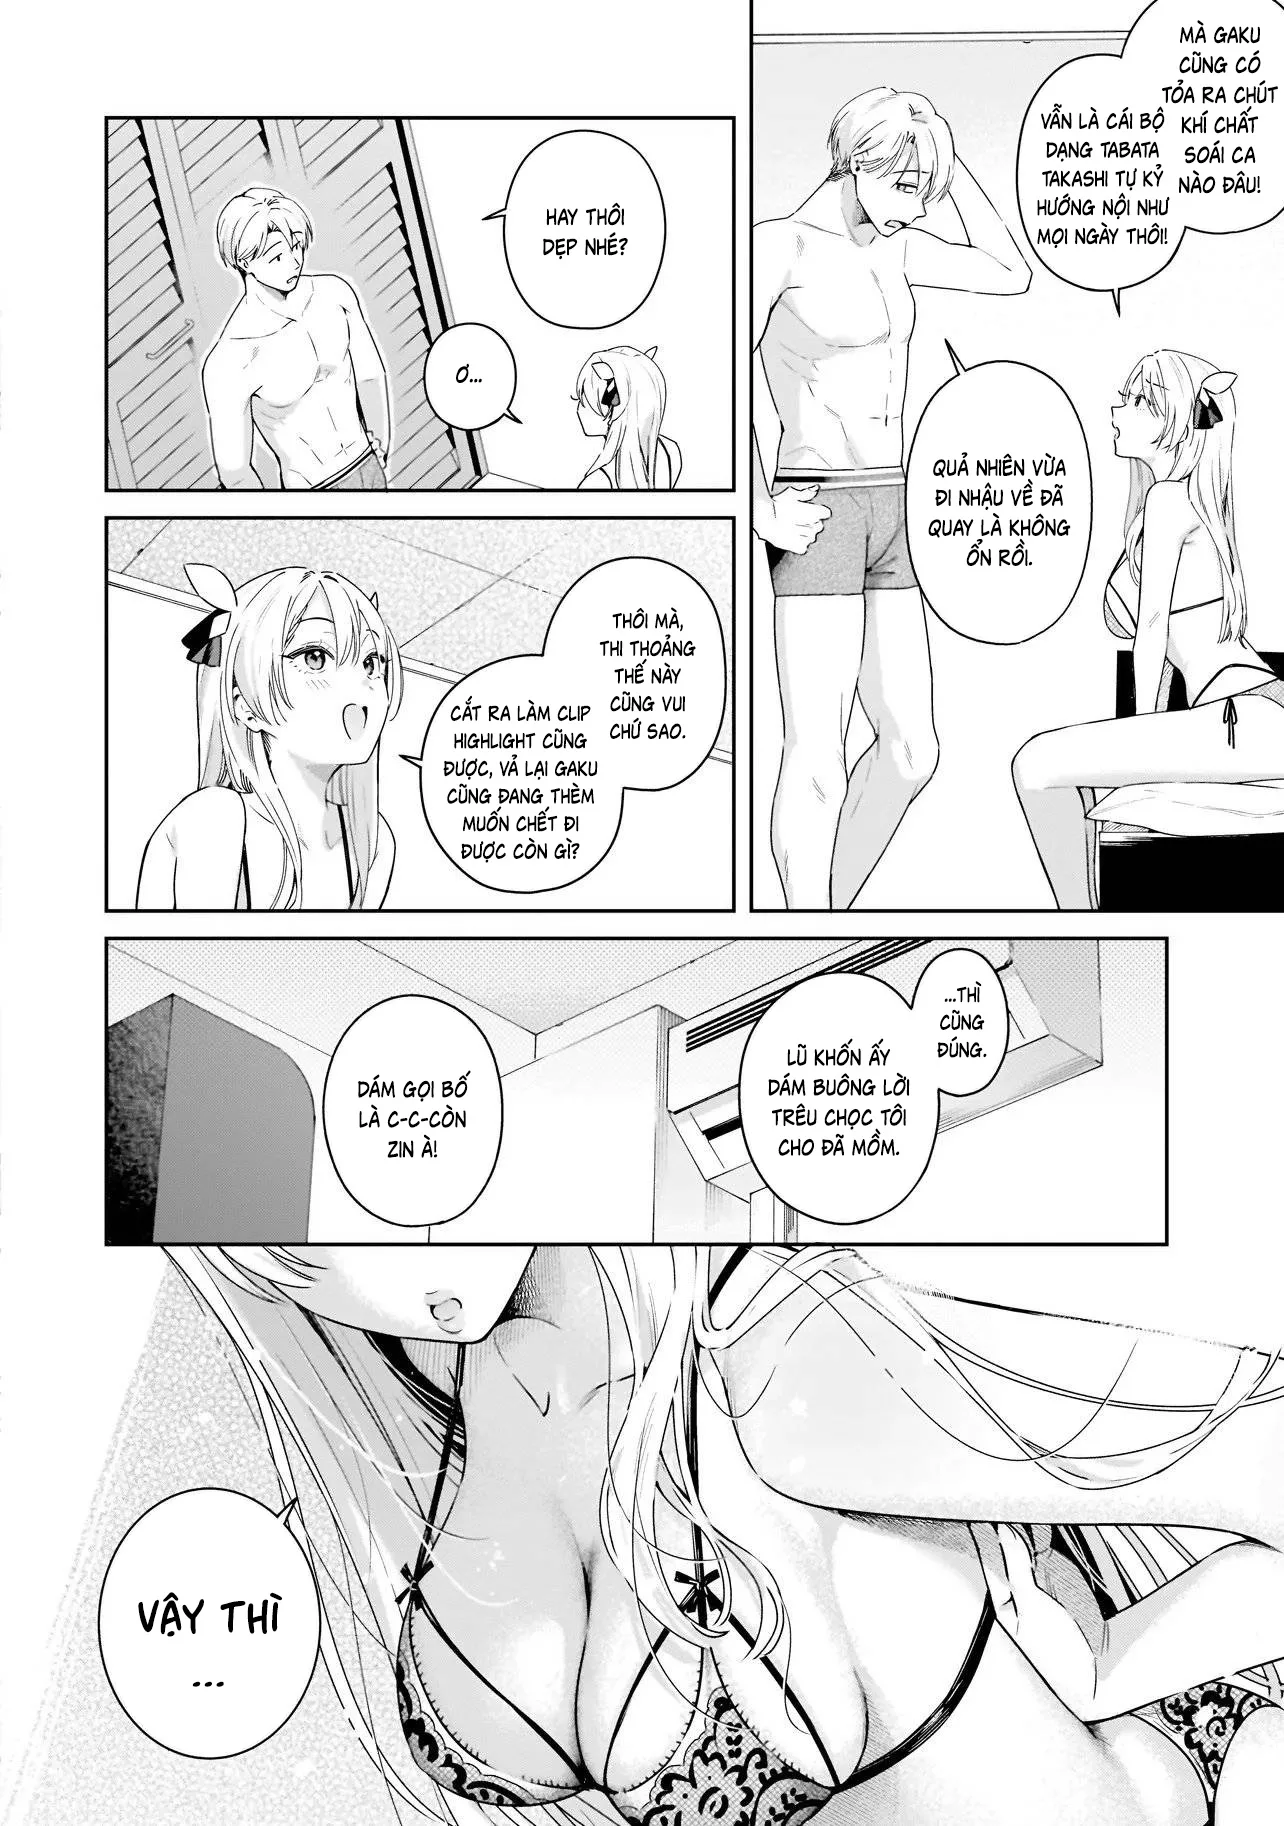 MÀ GAKU
CŨNG CÓ
TỎA RA CHÚT
KHÍ CHẤT
SOÁI CA
NÀO ĐÂU!
VẪN LÀ CÁI BỘ
DẠNG TABATA
TAKASHI TỰ KỶ
HƯỚNG NỘI NHƯ
MỌI NGÀY THÔI!
QUẢ NHIÊN VỪA
ĐI NHẬU VỀ ĐÃ
QUAY LÀ KHÔNG
ỔN RỒI.
HAY THÔI
DẸP NHÉ?
Ơ...
THÔI MÀ,
THI THOẢNG
THẾ NÀY
CŨNG VUI
CHỨ SAO.
CẮT RA LÀM CLIP
HIGHLIGHT CŨNG
ĐƯỢC, VẢ LẠI GAKU
CŨNG ĐANG THÈM
MUỐN CHẾT ĐI
ĐƯỢC CÒN GÌ?
...THÌ
CŨNG
ĐÚNG.
LŨ KHỐN ẤY
DÁM BUÔNG LỜI
TRÊU CHỌC TÔI
CHO ĐÃ MỒM.
DÁM GỌI BỐ
LÀ C-C-CÒN
ZIN À!
VẬY THÌ
...